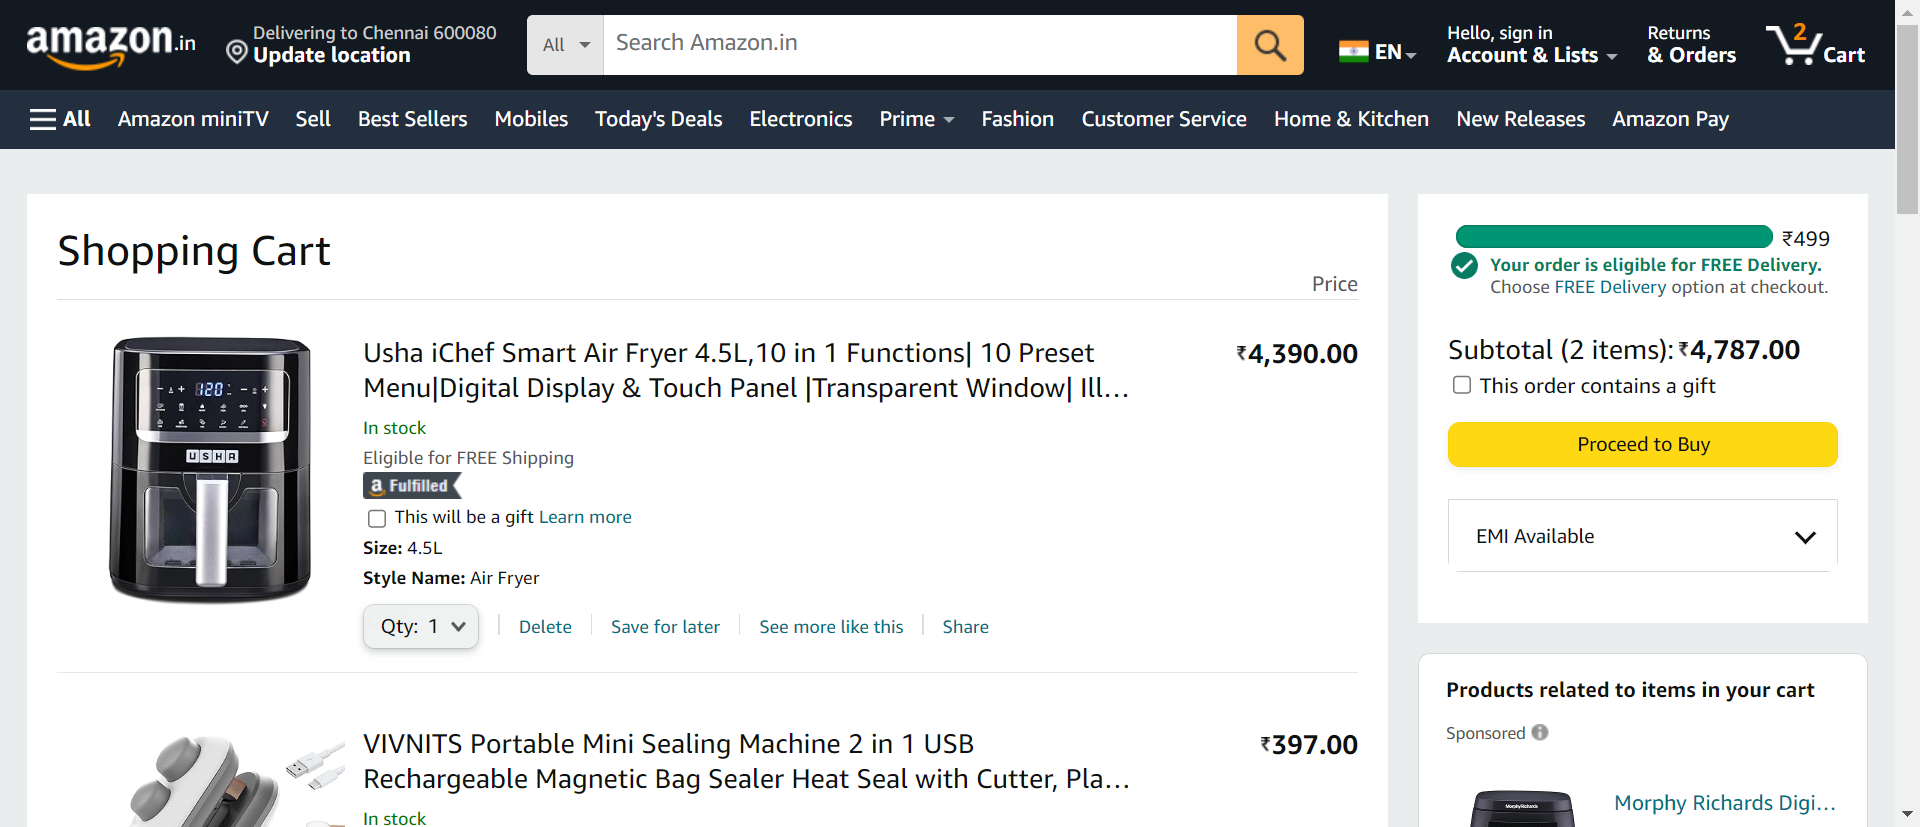 amazon.in
Delivering to Chennai 600080
Update location
All
Search Amazon.in
EN
Hello, sign in
Account & Lists
Returns
& Orders
2
Cart
All
Amazon miniTV
Sell
Best Sellers
Mobiles
Today's Deals
Electronics
Prime
Fashion
Customer Service
Home & Kitchen
New Releases
Amazon Pay
Shopping Cart
Price
120
USHA
Usha iChef Smart Air Fryer 4.5L,10 in 1 Functions| 10 Preset
Menu|Digital Display & Touch Panel |Transparent Window| Ill…
₹4,390.00
In stock
Eligible for FREE Shipping
a Fulfilled
This will be a gift Learn more
Size: 4.5L
Style Name: Air Fryer
Qty: 1
Delete
Save for later
See more like this
Share
VIVNITS Portable Mini Sealing Machine 2 in 1 USB
Rechargeable Magnetic Bag Sealer Heat Seal with Cutter, Pla…
₹397.00
In stock
₹499
Your order is eligible for FREE Delivery.
Choose FREE Delivery option at checkout.
Subtotal (2 items): ₹4,787.00
This order contains a gift
Proceed to Buy
EMI Available
Products related to items in your cart
Sponsored
MorphyRichards
Morphy Richards Digi…